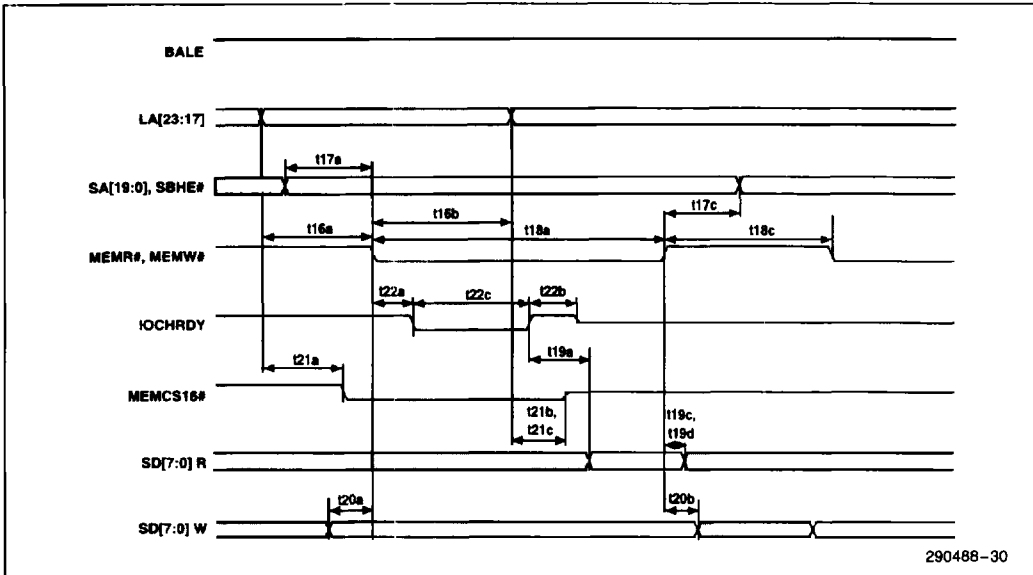 BALE
LA[23:17]
t17a
SA[19:0], SBHE#
t17c
t16b
t16a
t18a
t18c
MEMR#, MEMW#
t22a
t22c
t22b
IOCHRDY
t19a
t21a
MEMCS16#
t21b,
t21c
t19c,
t19d
SD[7:0] R
t20a
t20b
SD[7:0] W
290488-30